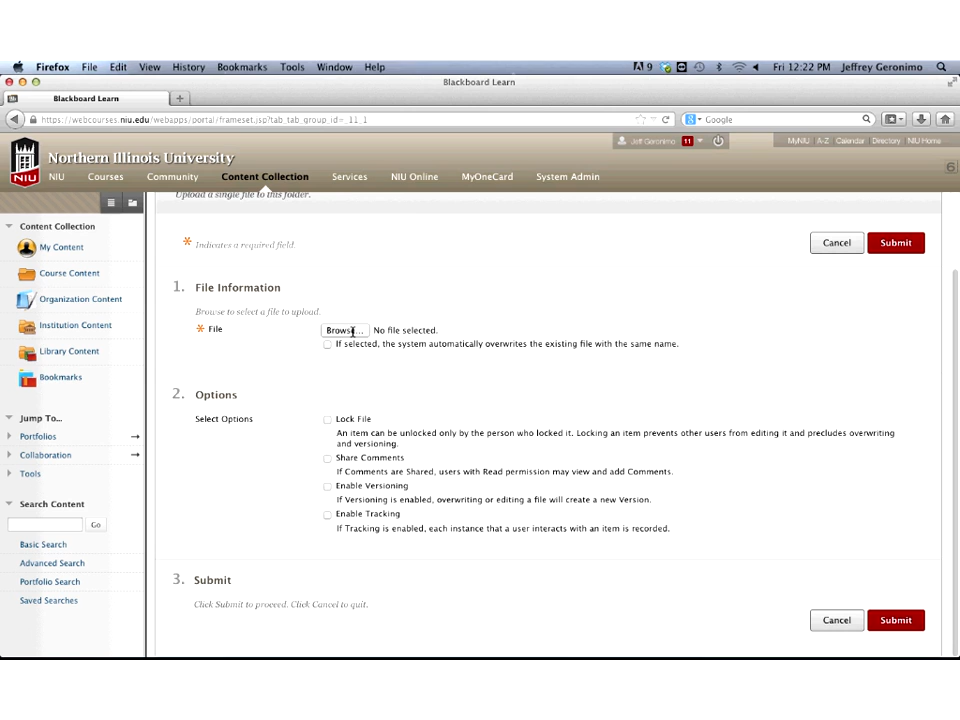 Firefox File Edit View History Bookmarks Tools Window Help 9 Fri 12:22 PM Jeffrey Geronimo
Blackboard Learn
Blackboard Learn
https://webcourses.niu.edu/webapps/portal/frameset.jsp?tab_tab_group_id=_11_1 Google
Jeff Geronimo 11 MyNIU A-Z Calendar Directory NIU Home
Northern Illinois University
NIU
NIU Courses Community Content Collection Services NIU Online MyOneCard System Admin
Upload a single file to this folder.
Content Collection
My Content
Course Content
Organization Content
Institution Content
Library Content
Bookmarks
Jump To...
Portfolios
Collaboration
Tools
Search Content
Go
Basic Search
Advanced Search
Portfolio Search
Saved Searches
* Indicates a required field.
Cancel Submit
1. File Information
Browse to select a file to upload.
* File Browse... No file selected.
If selected, the system automatically overwrites the existing file with the same name.
2. Options
Select Options Lock File
An item can be unlocked only by the person who locked it. Locking an item prevents other users from editing it and precludes overwriting
and versioning.
Share Comments
If Comments are Shared, users with Read permission may view and add Comments.
Enable Versioning
If Versioning is enabled, overwriting or editing a file will create a new Version.
Enable Tracking
If Tracking is enabled, each instance that a user interacts with an item is recorded.
3. Submit
Click Submit to proceed. Click Cancel to quit.
Cancel Submit